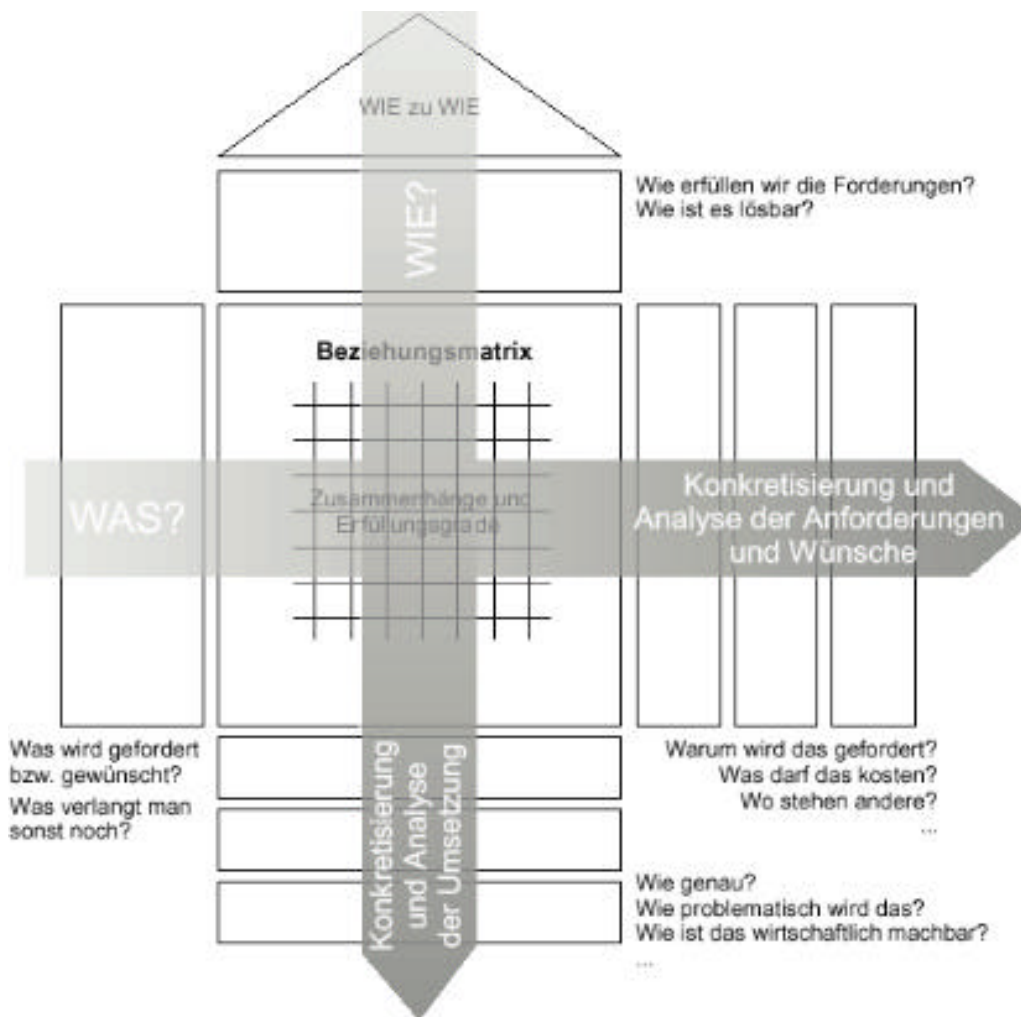 WIE zu WIE
WIE?
Wie erfüllen wir die Forderungen?
Wie ist es lösbar?
Beziehungsmatrix
Zusammenhänge und
Erfüllungsgrade
WAS?
Konkretisierung und
Analyse der Anforderungen
und Wünsche
Was wird gefordert
bzw. gewünscht?
Was verlangt man
sonst noch?
Konkretisierung
und Analyse
der Umsetzung
Warum wird das gefordert?
Was darf das kosten?
Wo stehen andere?
...
Wie genau?
Wie problematisch wird das?
Wie ist das wirtschaftlich machbar?
...